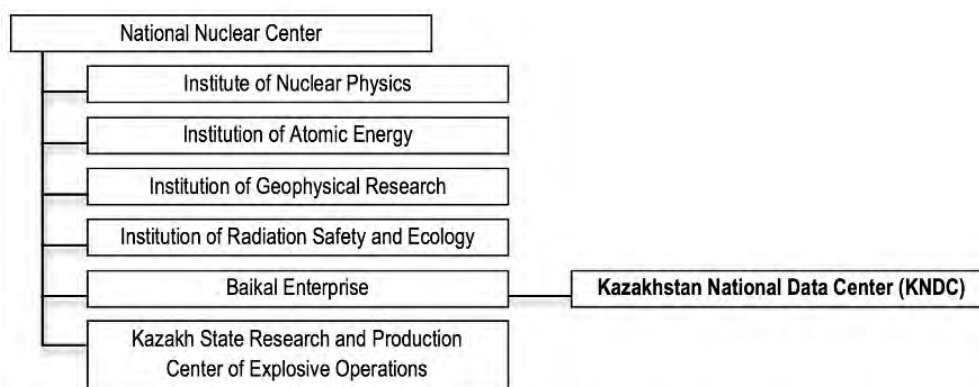 National Nuclear Center
Institute of Nuclear Physics
Institution of Atomic Energy
Institution of Geophysical Research
Institution of Radiation Safety and Ecology
Baikal Enterprise
Kazakhstan National Data Center (KNDC)
Kazakh State Research and Production
Center of Explosive Operations